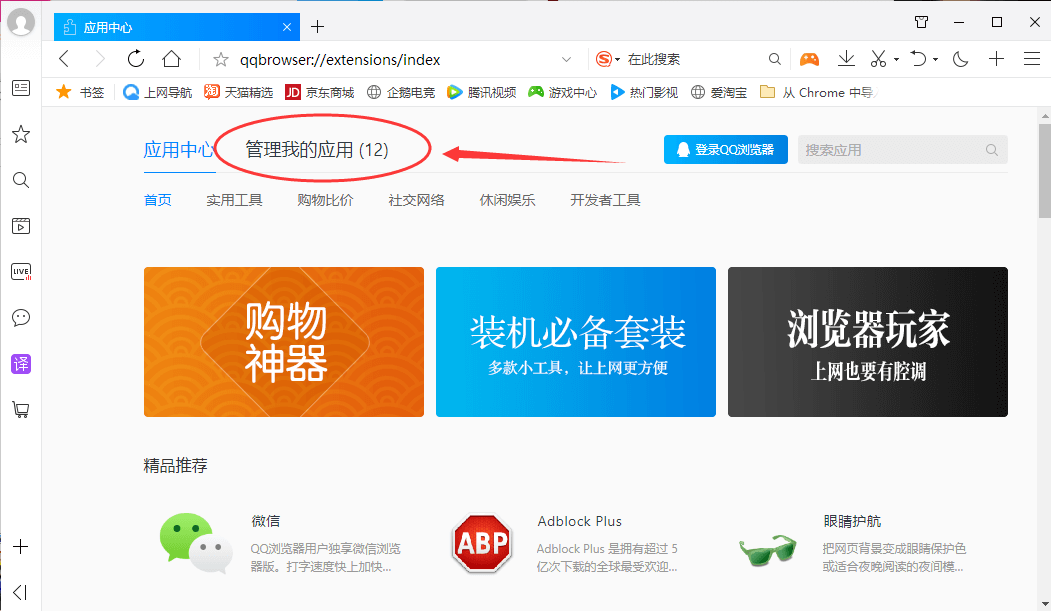 应用中心
qqbrowser://extensions/index
在此搜索
书签
上网导航
淘
天猫精选
JD
京东商城
企鹅电竞
腾讯视频
游戏中心
热门影视
爱淘宝
从 Chrome 中导
应用中心
管理我的应用 (12)
登录QQ浏览器
搜索应用
首页
实用工具
购物比价
社交网络
休闲娱乐
开发者工具
LIVE
译
购物
神器
装机必备套装
多款小工具，让上网更方便
浏览器玩家
上网也要有腔调
精品推荐
微信
QQ浏览器用户独享微信浏览
器版。打字速度快上加快...
ABP
Adblock Plus
Adblock Plus 是拥有超过 5
亿次下载的全球最受欢迎...
眼睛护航
把网页背景变成眼睛保护色
或适合夜晚阅读的夜间模...